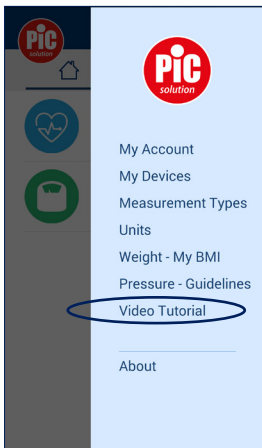 PiC
solution
PiC
solution
My Account
My Devices
Measurement Types
Units
Weight - My BMI
Pressure - Guidelines
Video Tutorial
About